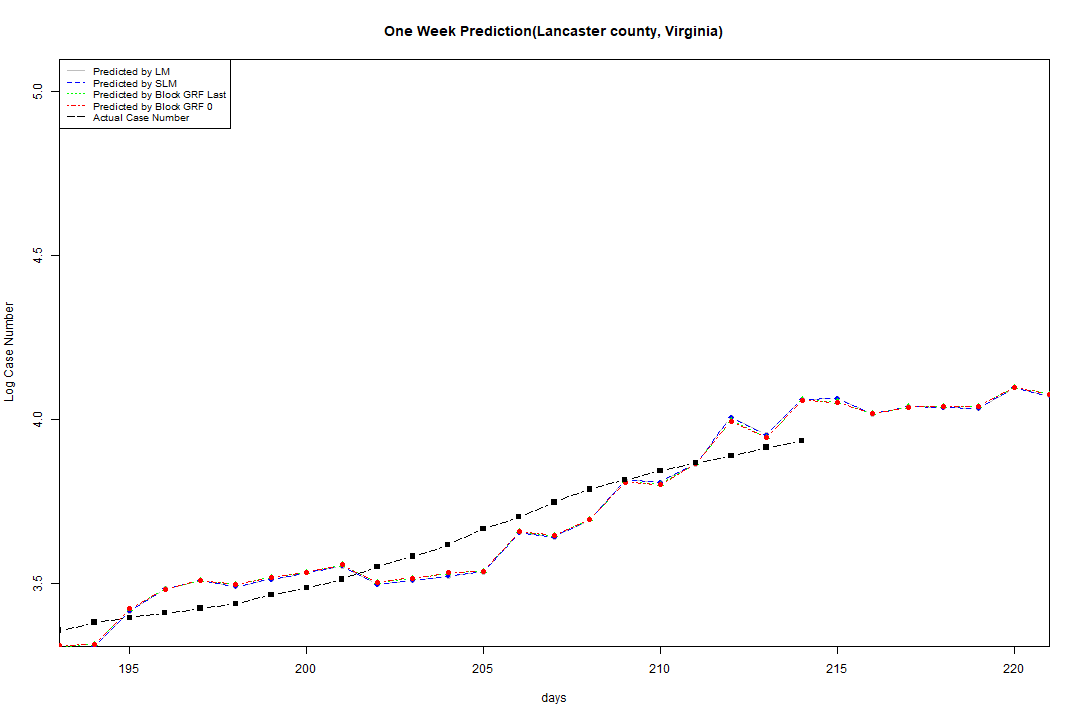 One Week Prediction(Lancaster county, Virginia)
Predicted by LM
Predicted by SLM
Predicted by Block GRF Last
Predicted by Block GRF 0
Actual Case Number
5.0
4.5
4.0
3.5
Log Case Number
195 200 205 210 215 220
days